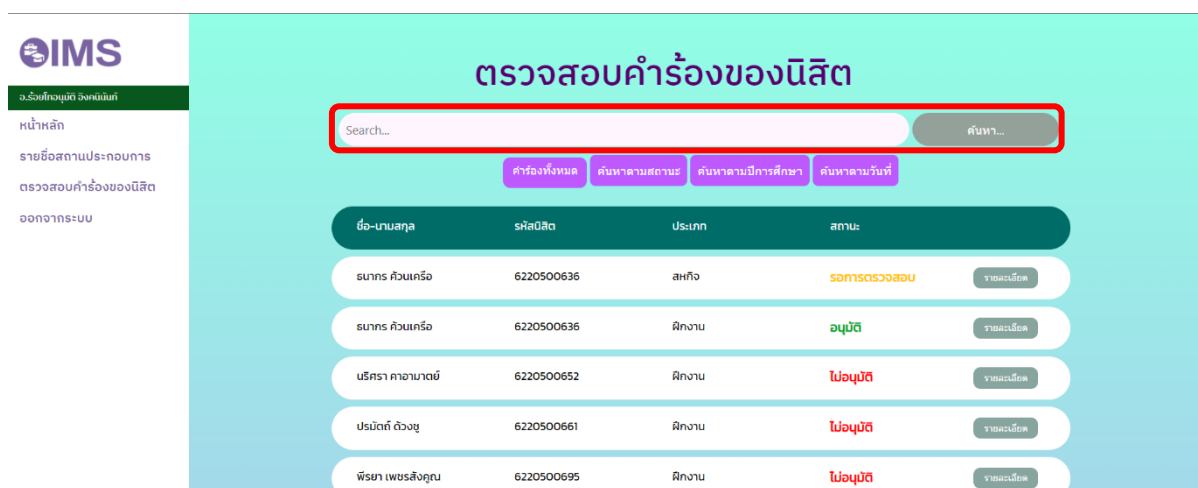 IMS
อ.ร้อยโทอนุมัติ อิงคนินันท์
หน้าหลัก
รายชื่อสถานประกอบการ
ตรวจสอบคำร้องของนิสิต
ออกจากระบบ
ตรวจสอบคำร้องของนิสิต
Search... ค้นหา...
คำร้องทั้งหมด ค้นหาตามสถานะ ค้นหาตามปีการศึกษา ค้นหาตามวันที่
ชื่อ-นามสกุล รหัสนิสิต ประเภท สถานะ
ธนากร ค้วนเครือ 6220500636 สหกิจ รอการตรวจสอบ รายละเอียด
ธนากร ค้วนเครือ 6220500636 ฝึกงาน อนุมัติ รายละเอียด
นริศรา คาอามาตย์ 6220500652 ฝึกงาน ไม่อนุมัติ รายละเอียด
ปรมัตถ์ ด้วงชู 6220500661 ฝึกงาน ไม่อนุมัติ รายละเอียด
พีรยา เพชรสังคูณ 6220500695 ฝึกงาน ไม่อนุมัติ รายละเอียด